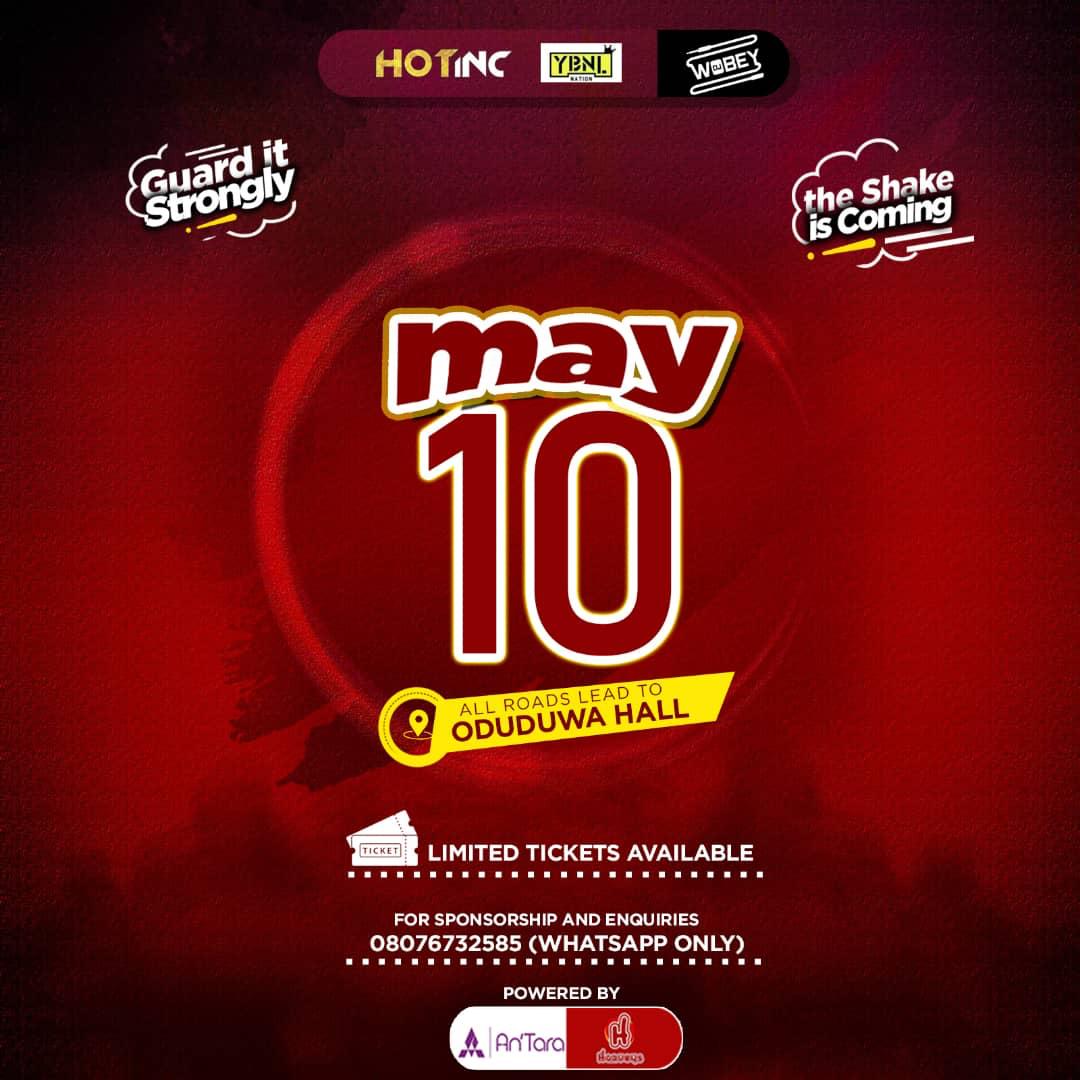 HOTINC
YBNL
NATION
DJ
WOBEY
Guard it
Strongly
the Shake
is Coming
may
10
ALL ROADS LEAD TO
ODUDUWA HALL
TICKET
LIMITED TICKETS AVAILABLE
FOR SPONSORSHIP AND ENQUIRIES
08076732585 (WHATSAPP ONLY)
POWERED BY
An'Tara